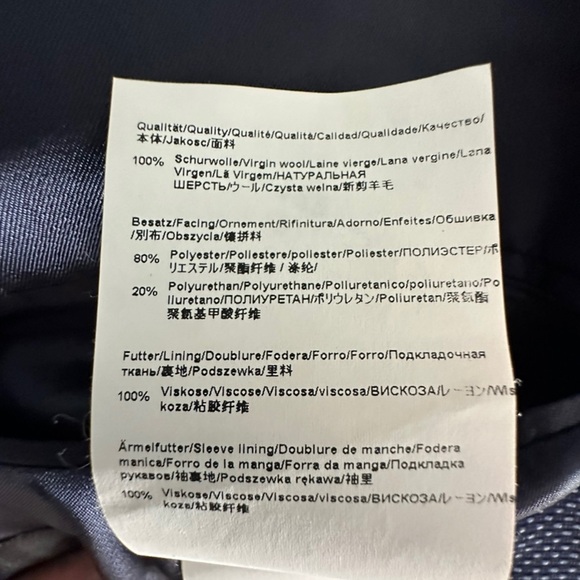 Qualität/Quality/Qualité/Qualitá/Calidad/Qualidade/Качество/
本体/Jakosc/面料
100% Schurwolle/Virgin wool/Laine vierge/Lana vergine/Lana
Virgen/Lã Virgem/НАТУРАЛЬНАЯ
ШЕРСТЬ/ウール/Czysta welna/新剪羊毛
Besatz/Facing/Ornement/Rifinitura/Adorno/Enfeites/Обшивка
/別布/Obszycia/镶拼料
80% Polyester/Poliestere/poliester/Poliester/ПОЛИЭСТЕР/ポ
リエステル/聚酯纤维 / 涤纶/
20% Polyurethan/Polyurethane/Poliuretanico/poliuretano/Po
liuretano/ПОЛИУРЕТАН/ポリウレタン/Poliuretan/聚氨酯
聚氨基甲酸纤维
Futter/Lining/Doublure/Fodera/Forro/Forro/Подкладочная
ткань/裏地/Podszewka/里料
100% Viskose/Viscose/Viscosa/viscosa/ВИСКОЗА/レーヨン/Wis
koza/粘胶纤维
Ärmelfutter/Sleeve lining/Doublure de manche/Fodera
manica/Forro de la manga/Forra da manga/Подкладка
рукавов/袖裏地/Podszewka rękawa/袖里
100% Viskose/Viscose/Viscosa/viscosa/ВИСКОЗА/レーヨン/Wis
koza/粘胶纤维